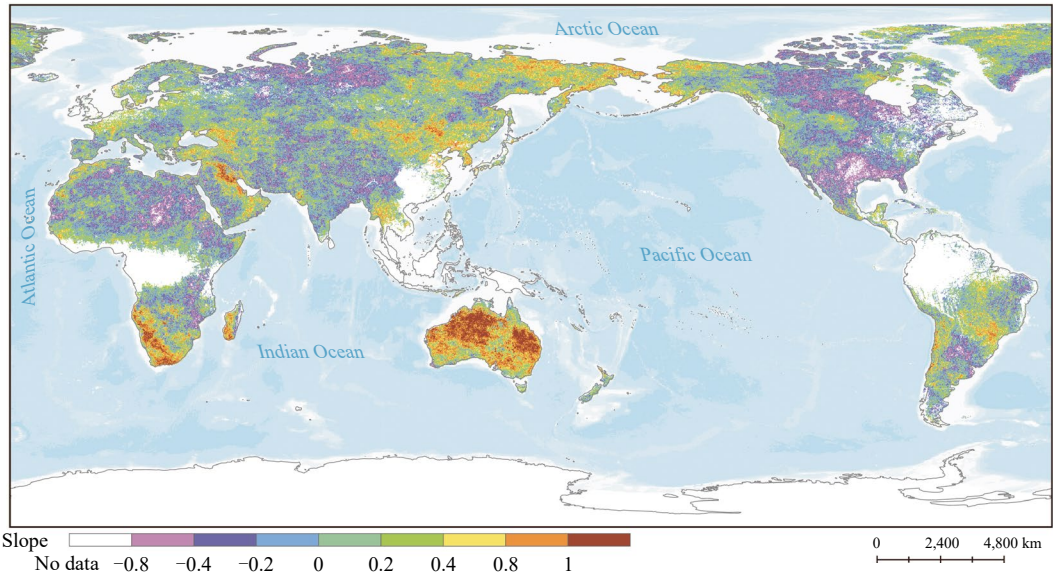 Arctic Ocean
Atlantic Ocean
Pacific Ocean
Indian Ocean
Slope
No data −0.8 −0.4 −0.2 0 0.2 0.4 0.8 1
0 2,400 4,800 km